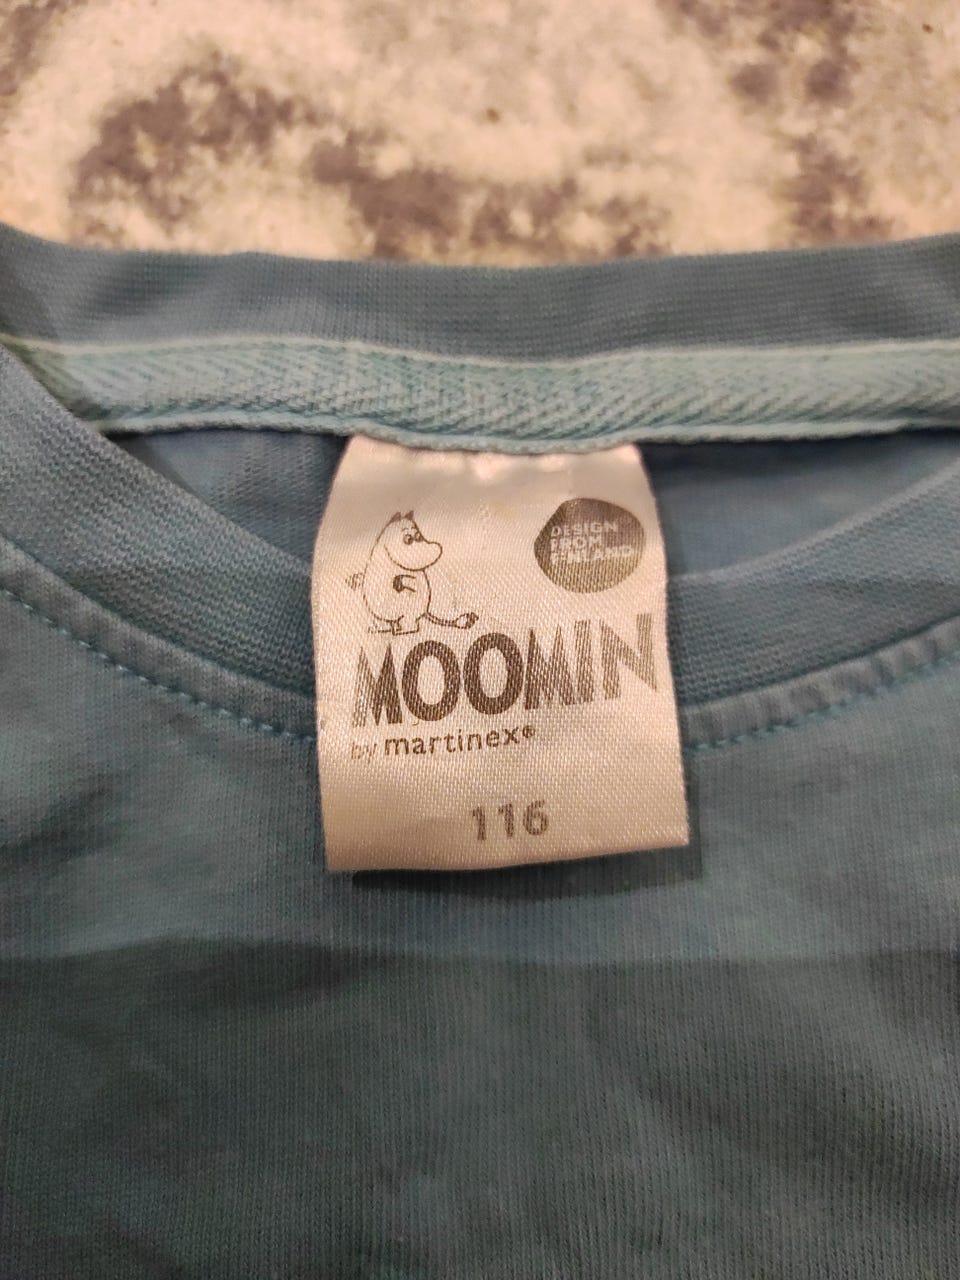 DESIGN
FROM
FINLAND
MOOMIN
by martinex®
116